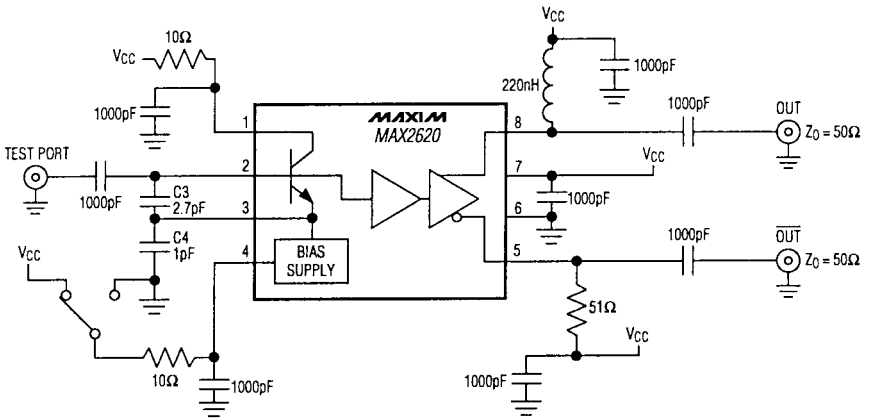 VCC
10Ω
VCC
1000pF
220nH
1000pF
1000pF
OUT
Z0 = 50Ω
1
MAXIM
MAX2620
8
TEST PORT
1000pF
2
C3
2.7pF
3
7
VCC
1000pF
6
C4
1pF
VCC
4
BIAS
SUPPLY
5
1000pF
OUT
Z0 = 50Ω
51Ω
VCC
10Ω
1000pF
1000pF